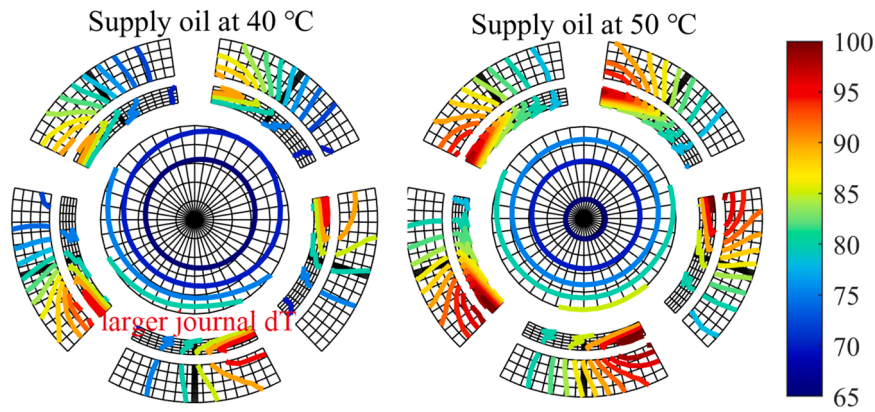 Supply oil at 40 ℃
Supply oil at 50 ℃
larger journal dT
100
95
90
85
80
75
70
65